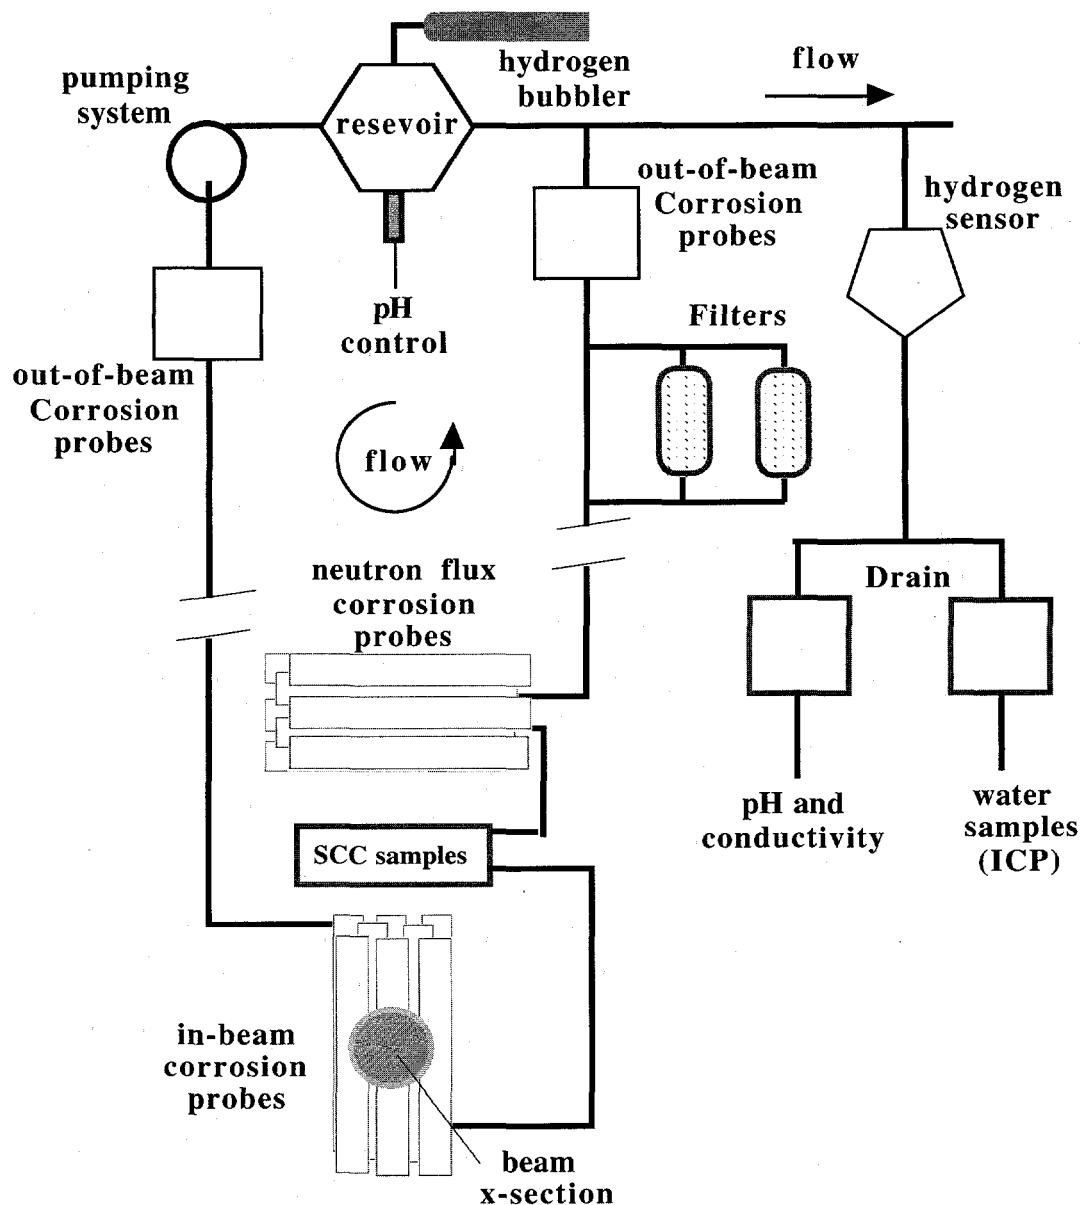 pumping
system
resevoir
hydrogen
bubbler
flow
out-of-beam
Corrosion
probes
hydrogen
sensor
pH
control
Filters
out-of-beam
Corrosion
probes
flow
neutron flux
corrosion
probes
Drain
SCC samples
pH and
conductivity
water
samples
(ICP)
in-beam
corrosion
probes
beam
x-section